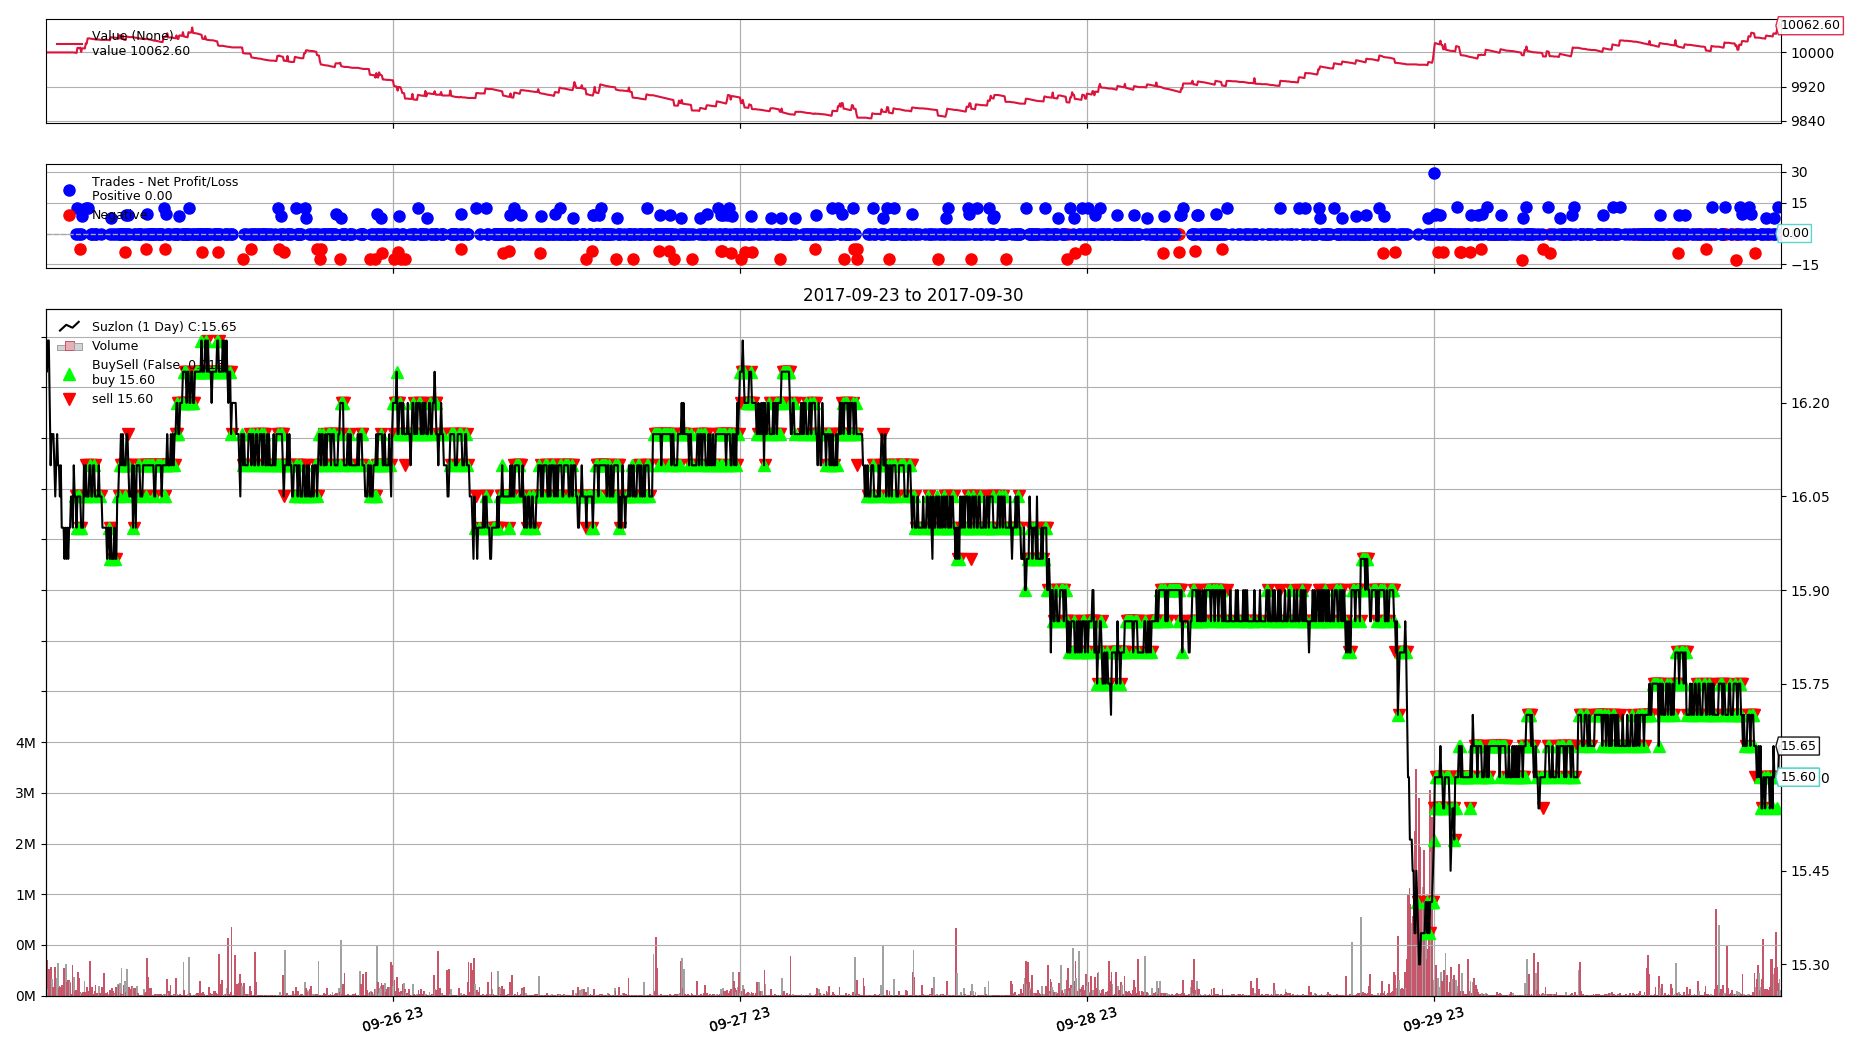 Value (None)
value 10062.60
10062.60
10000
9920
9840
Trades - Net Profit/Loss
Positive 0.00
Negative
30
15
0.00
−15
2017-09-23 to 2017-09-30
Suzlon (1 Day) C:15.65
Volume
BuySell (False, 0.
buy 15.60
sell 15.60
16.20
16.05
15.90
15.75
15.65
15.60
0
15.45
15.30
4M
3M
2M
1M
0M
0M
09-26 23
09-27 23
09-28 23
09-29 23